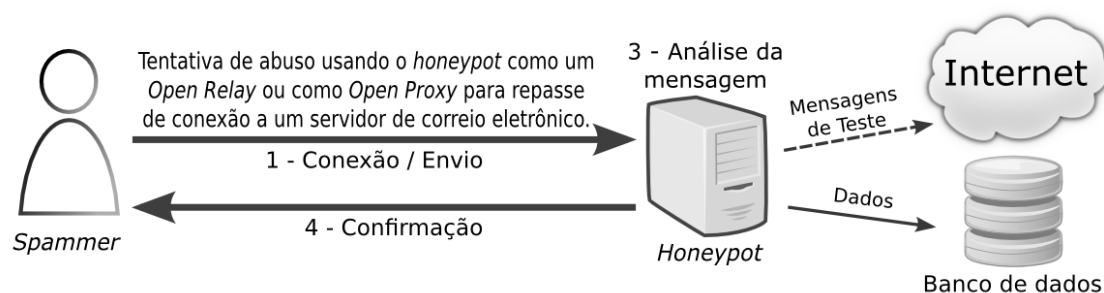 Tentativa de abuso usando o honeypot como um
Open Relay ou como Open Proxy para repasse
de conexão a um servidor de correio eletrônico.
1 - Conexão / Envio
4 - Confirmação
Spammer
3 - Análise da
mensagem
Honeypot
Mensagens
de Teste
Dados
Internet
Banco de dados